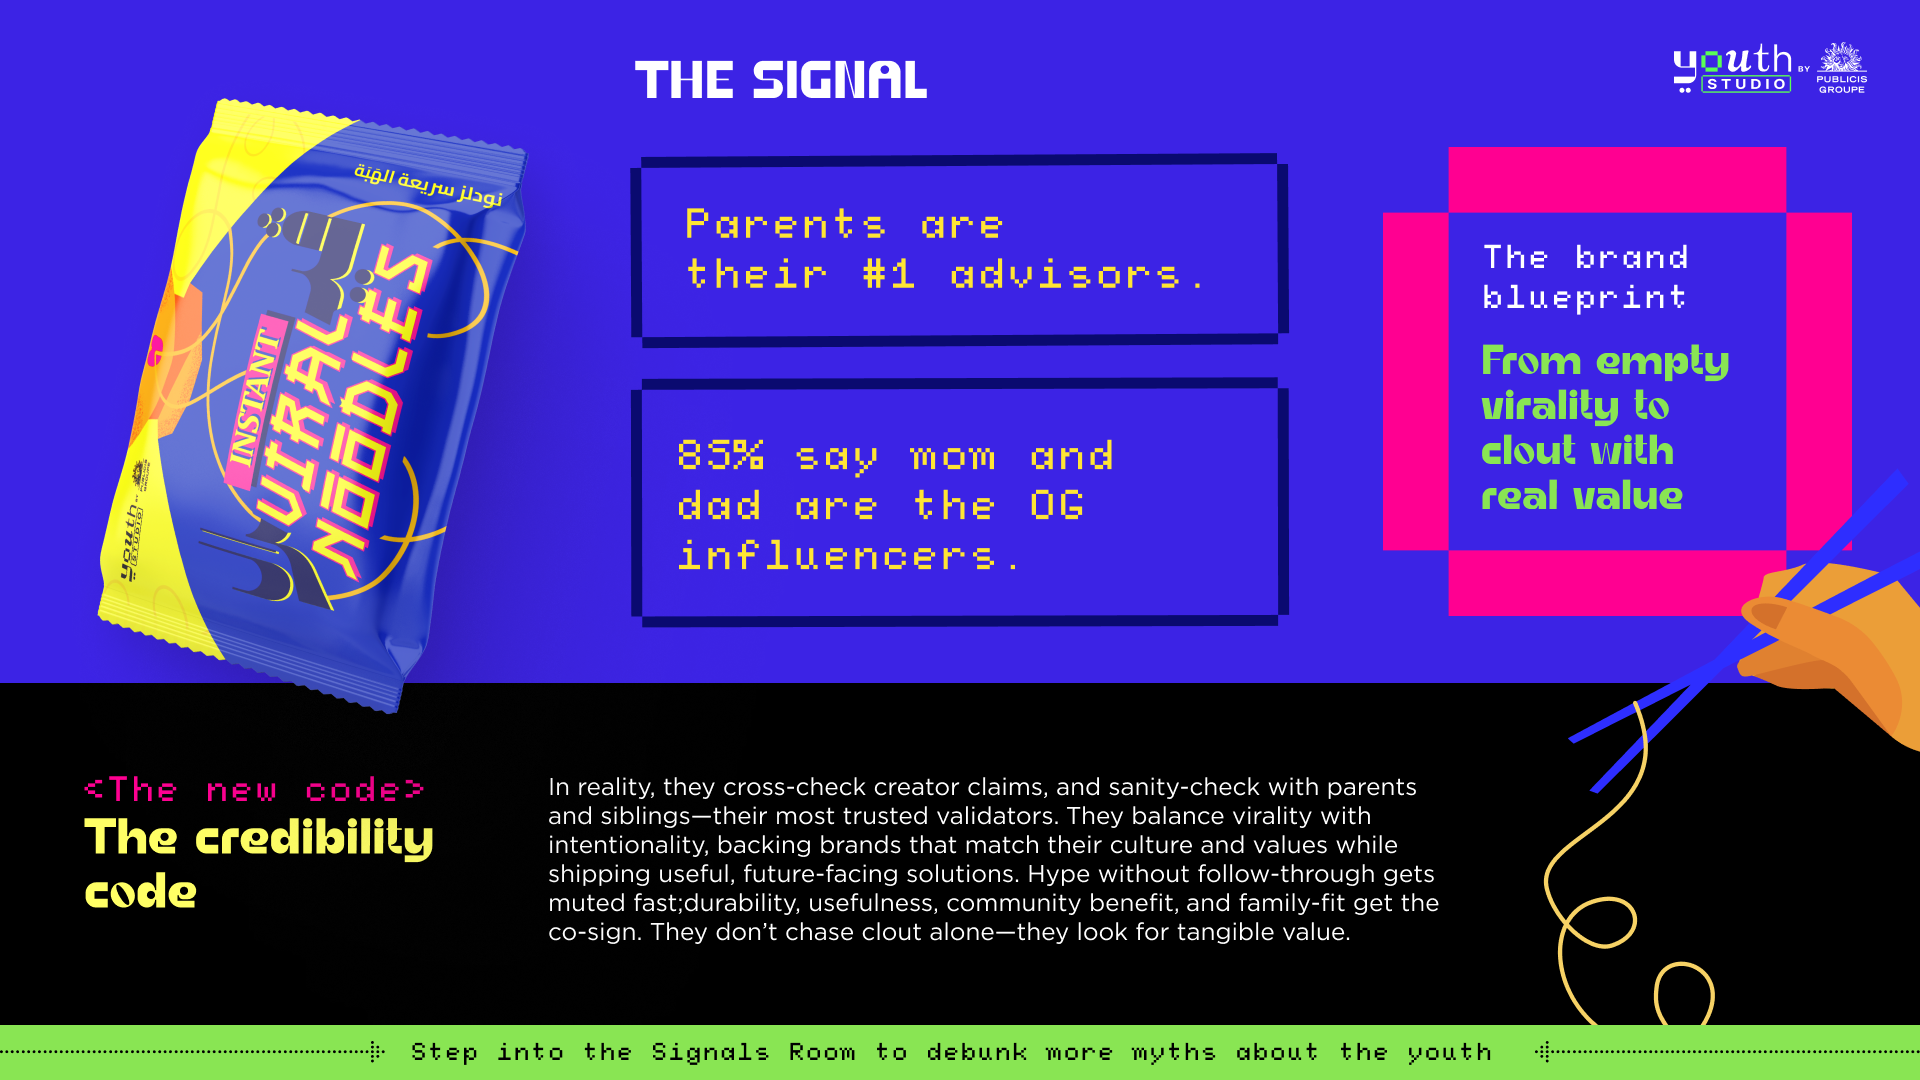 THE SIGNAL
youth
STUDIO
BY
PUBLICIS
GROUPE
نودلز سريعة الهَبّة
INSTANT
VIRAL
NOODLES
youth
STUDIO
BY
PUBLICIS
GROUPE
Parents are
their #1 advisors.
85% say mom and
dad are the OG
influencers.
The brand
blueprint
From empty
virality to
clout with
real value
<The new code>
The credibility
code
In reality, they cross-check creator claims, and sanity-check with parents
and siblings—their most trusted validators. They balance virality with
intentionality, backing brands that match their culture and values while
shipping useful, future-facing solutions. Hype without follow-through gets
muted fast;durability, usefulness, community benefit, and family-fit get the
co-sign. They don’t chase clout alone—they look for tangible value.
Step into the Signals Room to debunk more myths about the youth